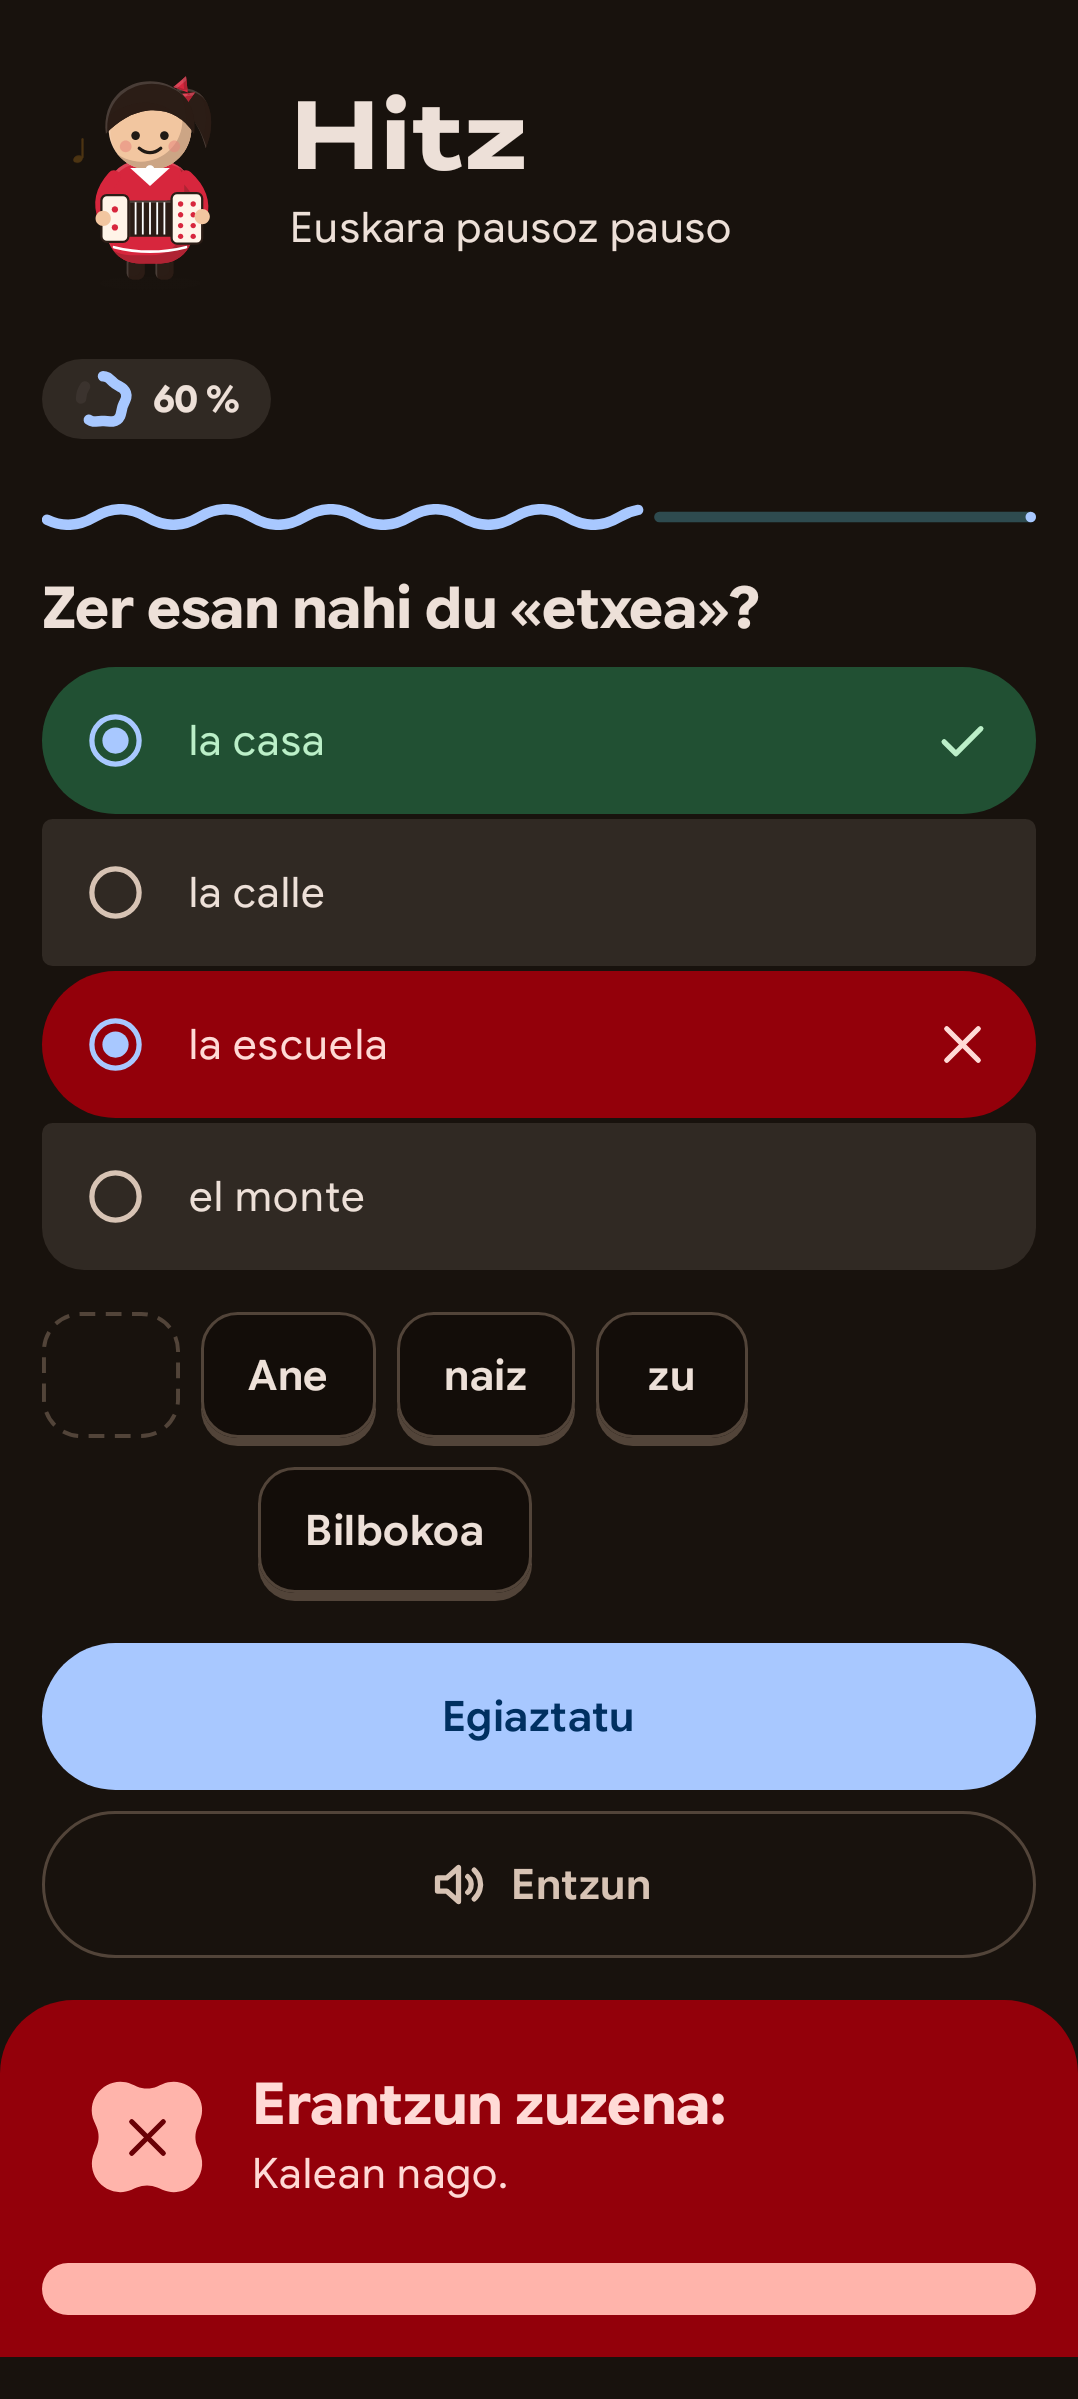 Hitz
Euskara pausoz pauso
60 %
Zer esan nahi du «etxea»?
la casa
la calle
la escuela
el monte
Ane naiz zu
Bilbokoa
Egiaztatu
Entzun
Erantzun zuzena:
Kalean nago.